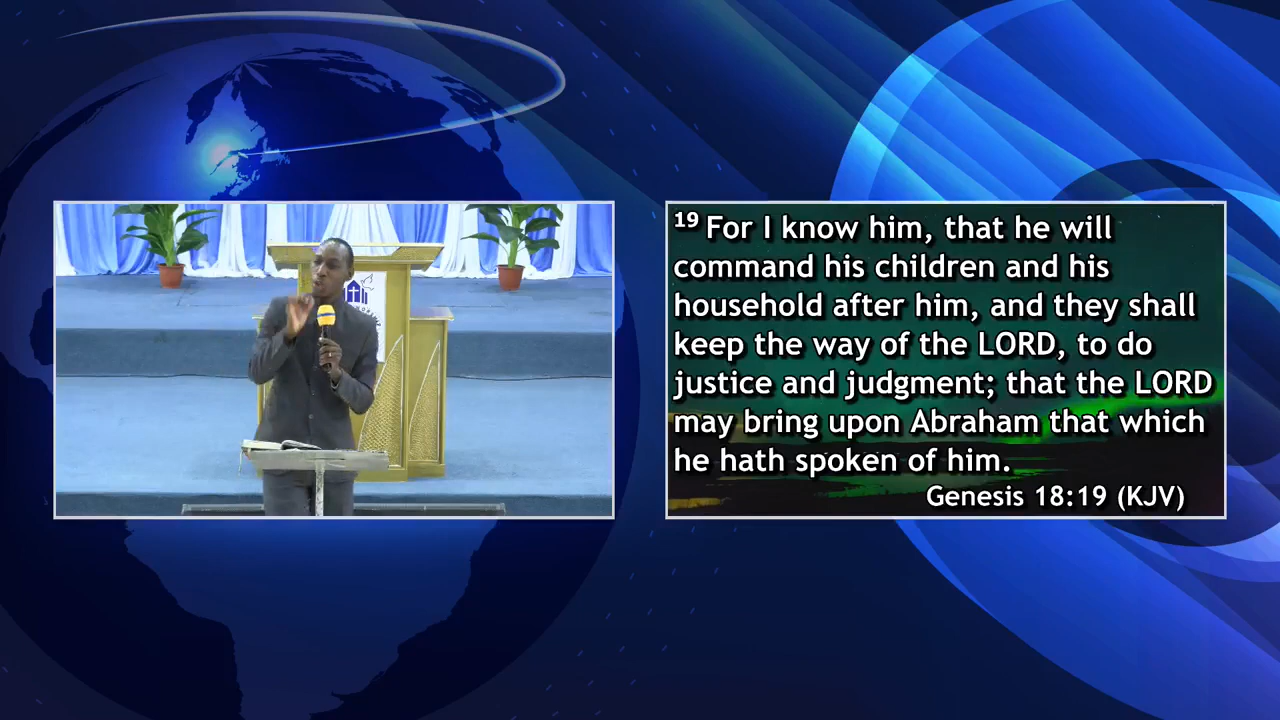 19 For I know him, that he will
command his children and his
household after him, and they shall
keep the way of the LORD, to do
justice and judgment; that the LORD
may bring upon Abraham that which
he hath spoken of him.
Genesis 18:19 (KJV)